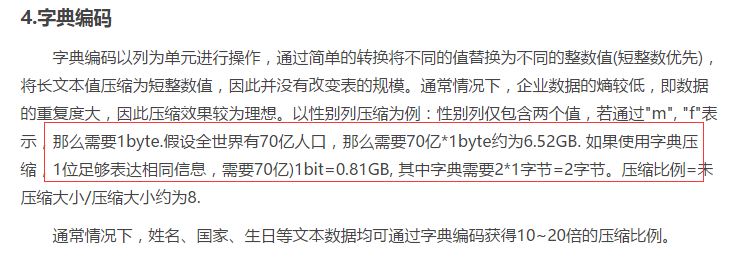 4.字典编码
字典编码以列为单元进行操作，通过简单的转换将不同的值替换为不同的整数值(短整数优先)，
将长文本值压缩为短整数值，因此并没有改变表的规模。通常情况下，企业数据的熵较低，即数据
的重复度大，因此压缩效果较为理想。以性别列压缩为例：性别列仅包含两个值，若通过"m", "f"表
示，那么需要1byte.假设全世界有70亿人口，那么需要70亿*1byte约为6.52GB. 如果使用字典压
缩，1位足够表达相同信息，需要70亿)1bit=0.81GB, 其中字典需要2*1字节=2字节。压缩比例=未
压缩大小/压缩大小约为8.
通常情况下，姓名、国家、生日等文本数据均可通过字典编码获得10~20倍的压缩比例。